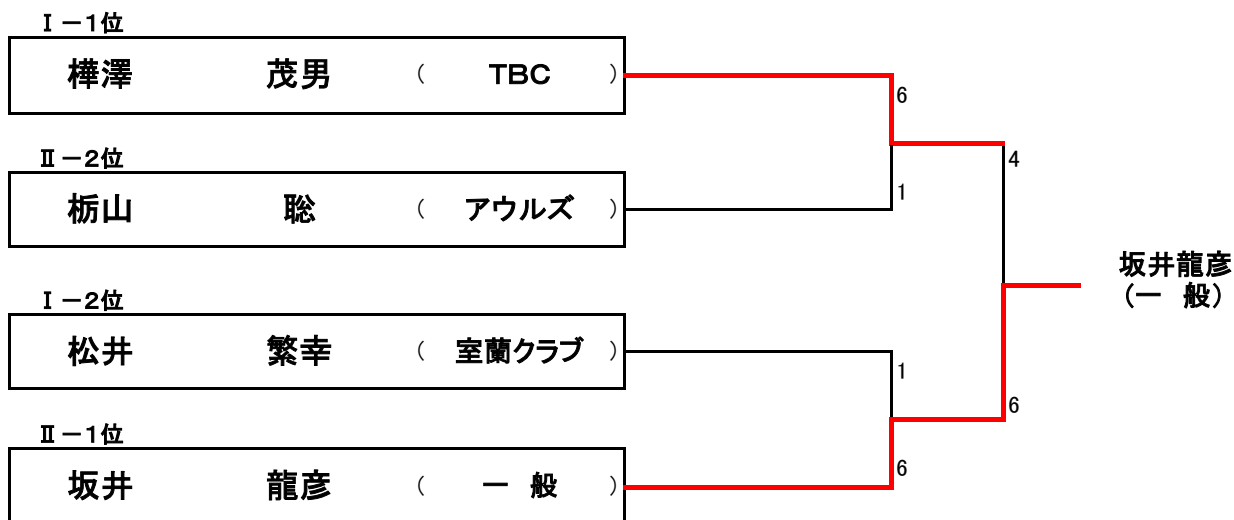 Ⅰ－1位
樺澤 茂男 （ TBC ）
6
Ⅱ－2位
栃山 聡 （ アウルズ ）
1
4
坂井龍彦
（一 般）
Ⅰ－2位
松井 繁幸 （ 室蘭クラブ ）
1
6
Ⅱ－1位
坂井 龍彦 （ 一 般 ）
6